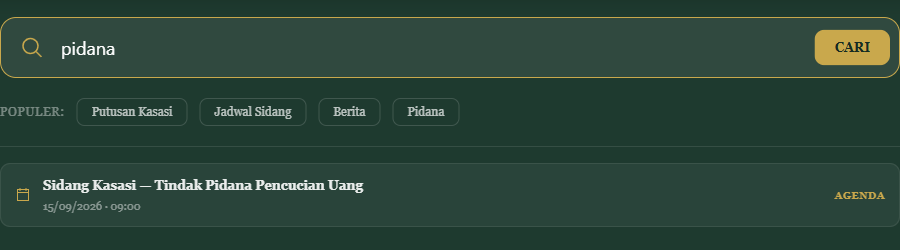 pidana
CARI
POPULER:
Putusan Kasasi
Jadwal Sidang
Berita
Pidana
Sidang Kasasi — Tindak Pidana Pencucian Uang
15/09/2026 · 09:00
AGENDA